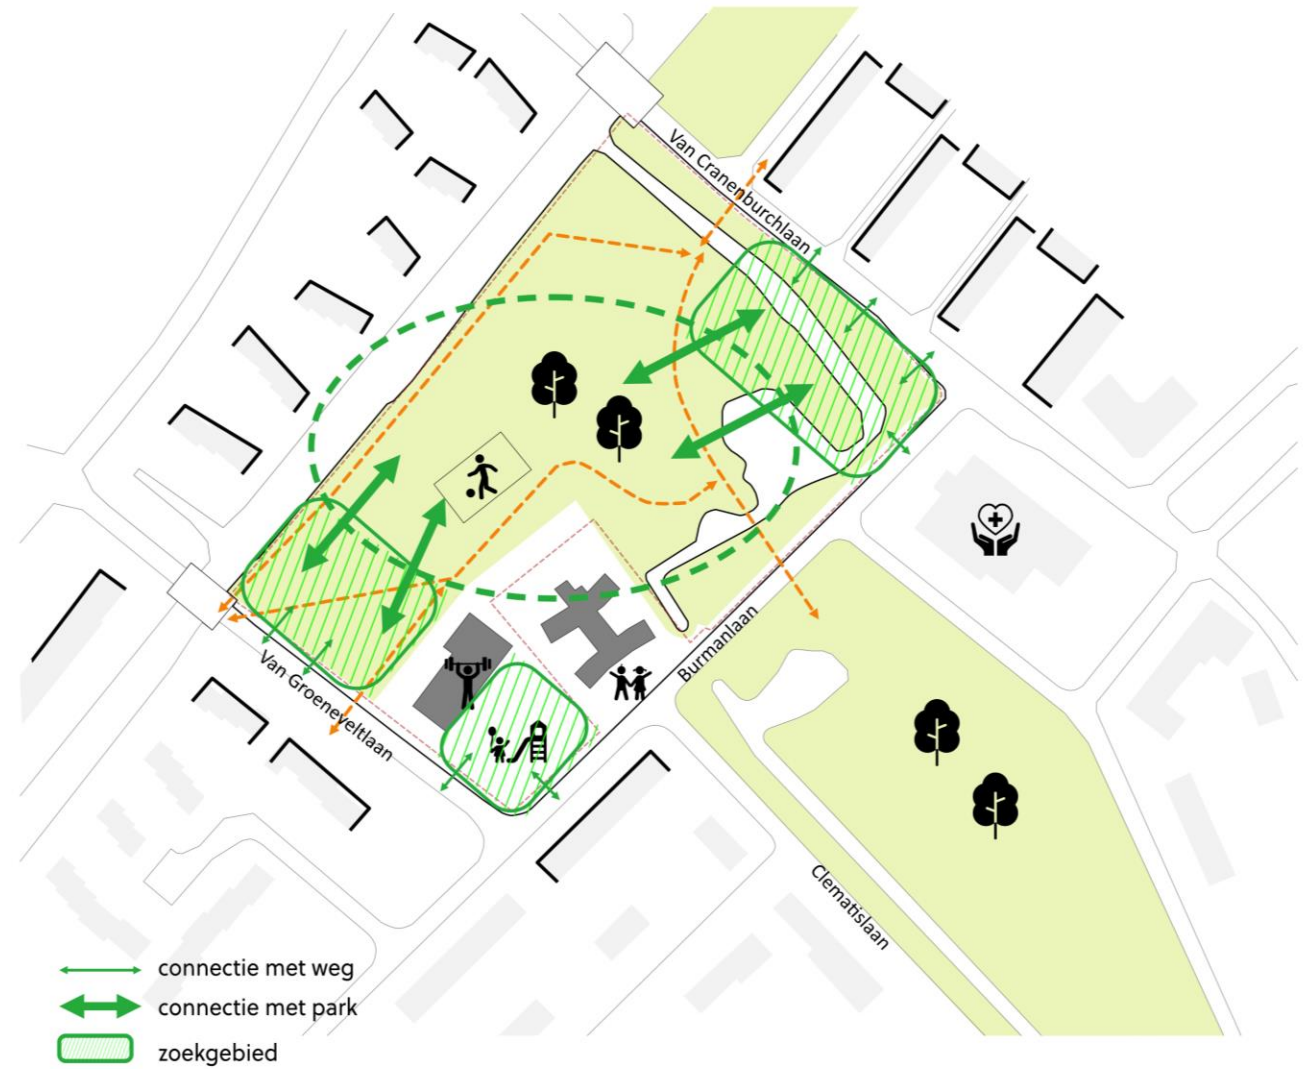 Van Cranenburchlaan
Burmanlaan
Van Groeneveltlaan
Clematislaan
connectie met weg
connectie met park
zoekgebied